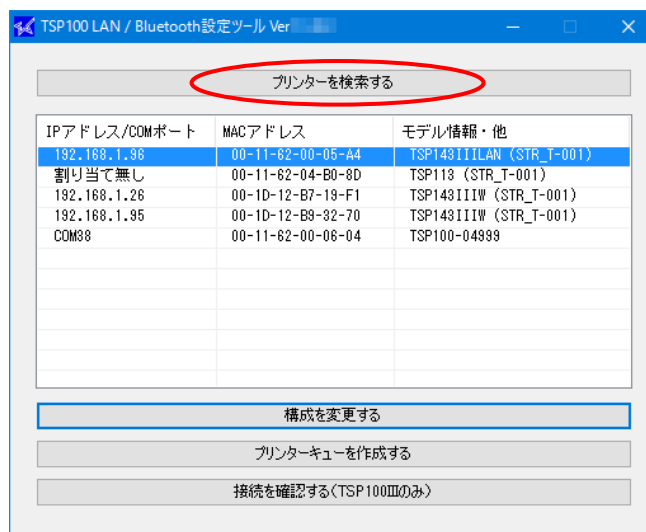 TSP100 LAN / Bluetooth設定ツール Ver
プリンターを検索する
IPアドレス/COMポート MACアドレス モデル情報・他
192.168.1.96 00-11-62-00-05-A4 TSP143IIILAN (STR_T-001)
割り当て無し 00-11-62-04-B0-8D TSP113 (STR_T-001)
192.168.1.26 00-1D-12-B7-19-F1 TSP143IIIW (STR_T-001)
192.168.1.95 00-1D-12-B9-32-70 TSP143IIIW (STR_T-001)
COM38 00-11-62-00-06-04 TSP100-04999
構成を変更する
プリンターキューを作成する
接続を確認する(TSP100Ⅲのみ)